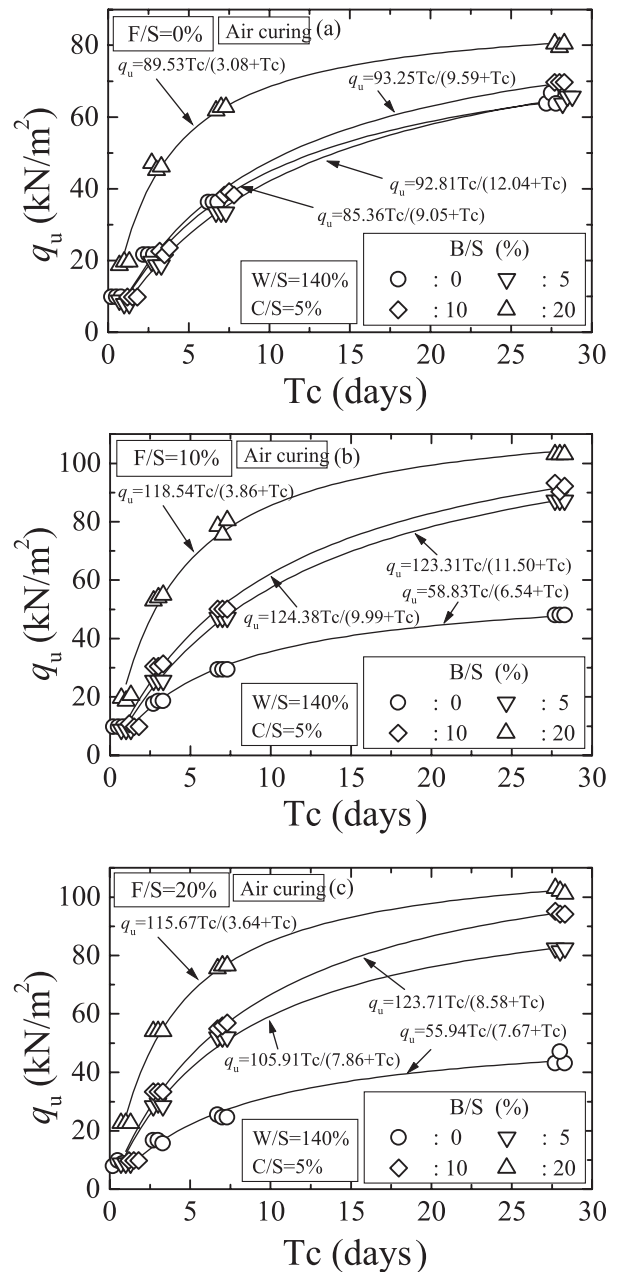 F/S=0% Air curing (a)
qu=89.53Tc/(3.08+Tc)
qu=93.25Tc/(9.59+Tc)
qu=92.81Tc/(12.04+Tc)
qu=85.36Tc/(9.05+Tc)
W/S=140%
C/S=5%
B/S (%)
: 0 : 5
: 10 : 20
qu (kN/m²)
80
60
40
20
0
0 5 10 15 20 25 30
Tc (days)
F/S=10% Air curing (b)
qu=118.54Tc/(3.86+Tc)
qu=123.31Tc/(11.50+Tc)
qu=58.83Tc/(6.54+Tc)
qu=124.38Tc/(9.99+Tc)
W/S=140%
C/S=5%
B/S (%)
: 0 : 5
: 10 : 20
qu (kN/m²)
100
80
60
40
20
0
0 5 10 15 20 25 30
Tc (days)
F/S=20% Air curing (c)
qu=115.67Tc/(3.64+Tc)
qu=123.71Tc/(8.58+Tc)
qu=55.94Tc/(7.67+Tc)
qu=105.91Tc/(7.86+Tc)
W/S=140%
C/S=5%
B/S (%)
: 0 : 5
: 10 : 20
qu (kN/m²)
100
80
60
40
20
0
0 5 10 15 20 25 30
Tc (days)